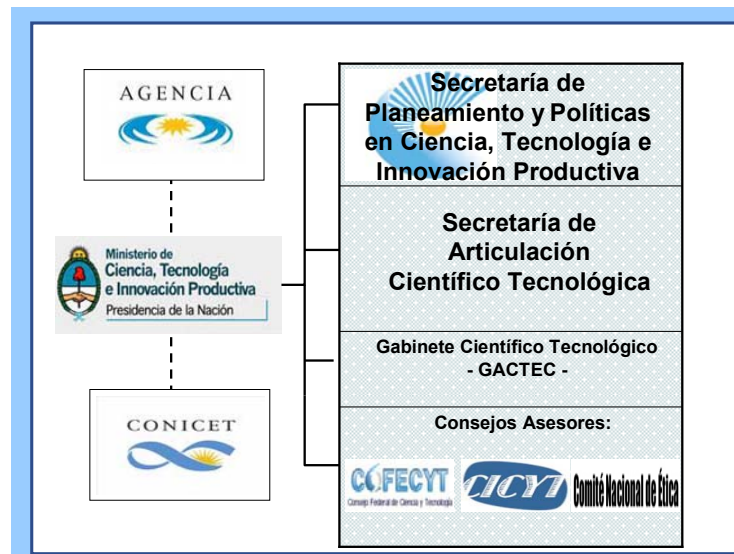 AGENCIA
Ministerio de
Ciencia, Tecnología
e Innovación Productiva
Presidencia de la Nación
CONICET
Secretaría de
Planeamiento y Políticas
en Ciencia, Tecnología e
Innovación Productiva
Secretaría de
Articulación
Científico Tecnológica
Gabinete Científico Tecnológico
- GACTEC -
Consejos Asesores:
COFECYT
Consejo Federal de Ciencia y Tecnología
CICYT
Comité Nacional de Ética